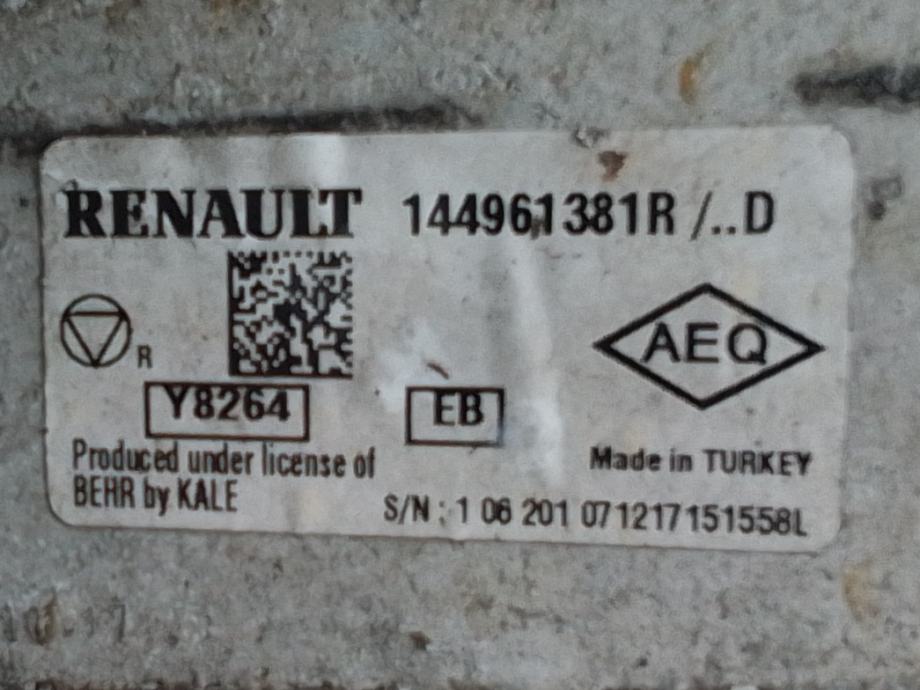 RENAULT 144961381R /..D
R
AEQ
Y8264 EB
Produced under license of
BEHR by KALE
Made in TURKEY
S/N : 1 06 201 071217151558L